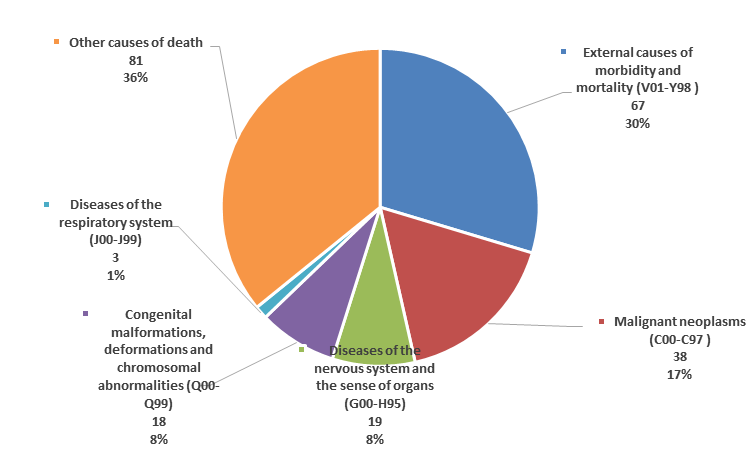 Other causes of death
81
36%
External causes of
morbidity and
mortality (V01-Y98 )
67
30%
Diseases of the
respiratory system
(J00-J99)
3
1%
Congenital
malformations,
deformations and
chromosomal
abnormalities (Q00-
Q99)
18
8%
Diseases of the
nervous system and
the sense of organs
(G00-H95)
19
8%
Malignant neoplasms
(C00-C97 )
38
17%